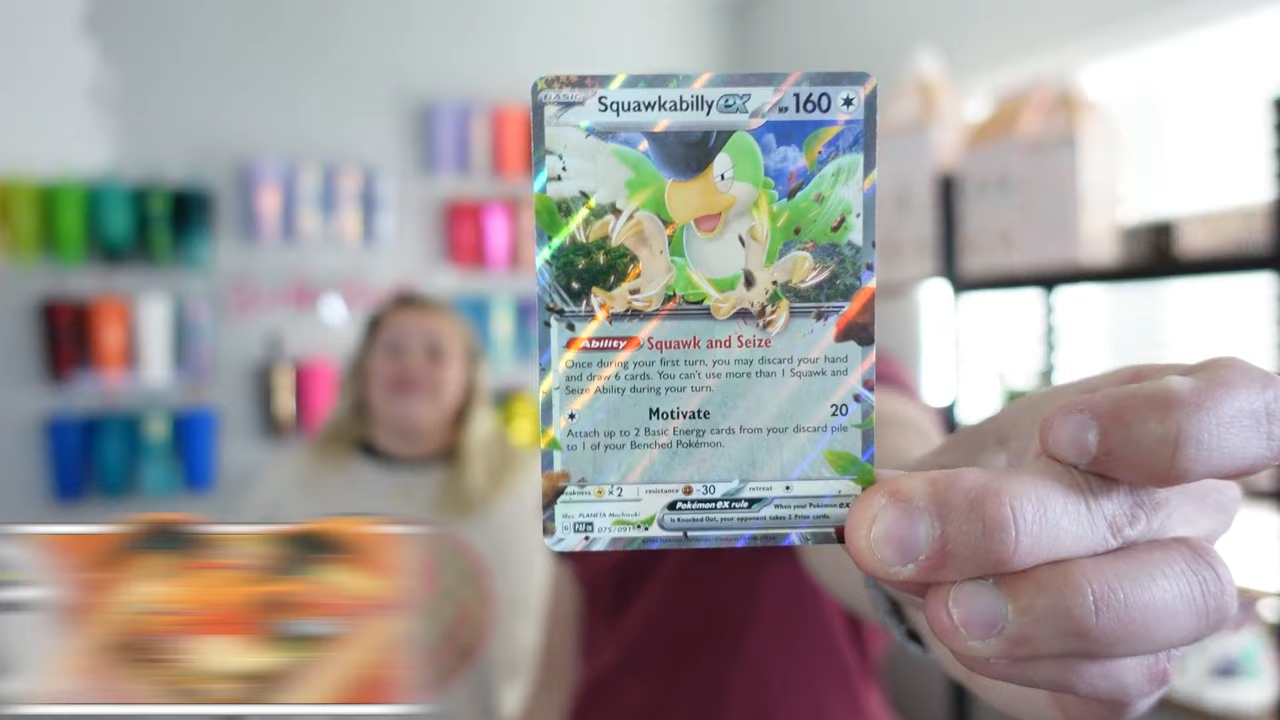 BASIC Squawkabilly ex HP 160
Ability Squawk and Seize
Once during your first turn, you may discard your hand
and draw 6 cards. You can't use more than 1 Squawk and
Seize Ability during your turn.
Motivate 20
Attach up to 2 Basic Energy cards from your discard pile
to 1 of your Benched Pokémon.
weakness ×2 resistance -30 retreat
Illus. PLANETA Mochizuki Pokémon ex rule When your Pokémon ex
G PAF EN 075/091 is Knocked Out, your opponent takes 2 Prize cards.